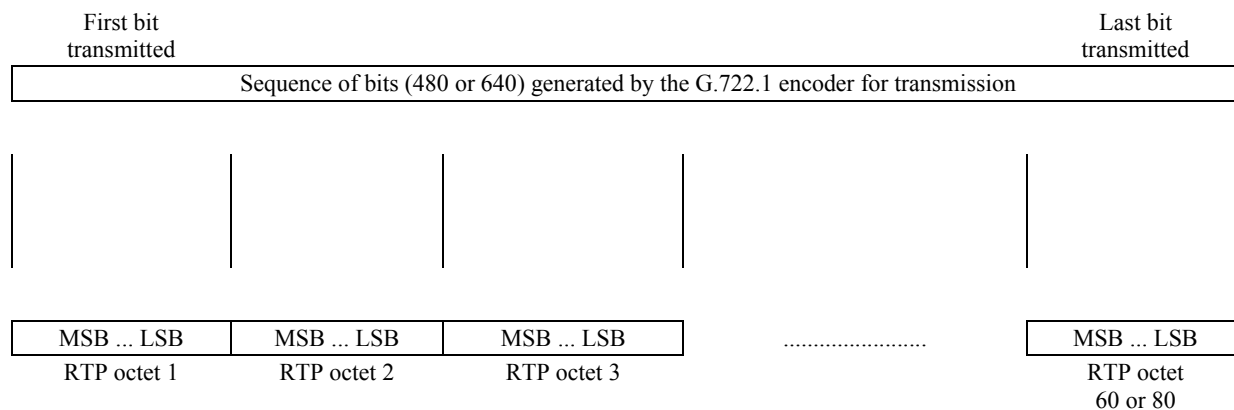 First bit
transmitted
Last bit
transmitted
Sequence of bits (480 or 640) generated by the G.722.1 encoder for transmission
MSB ... LSB
MSB ... LSB
MSB ... LSB
........................
MSB ... LSB
RTP octet 1
RTP octet 2
RTP octet 3
RTP octet
60 or 80